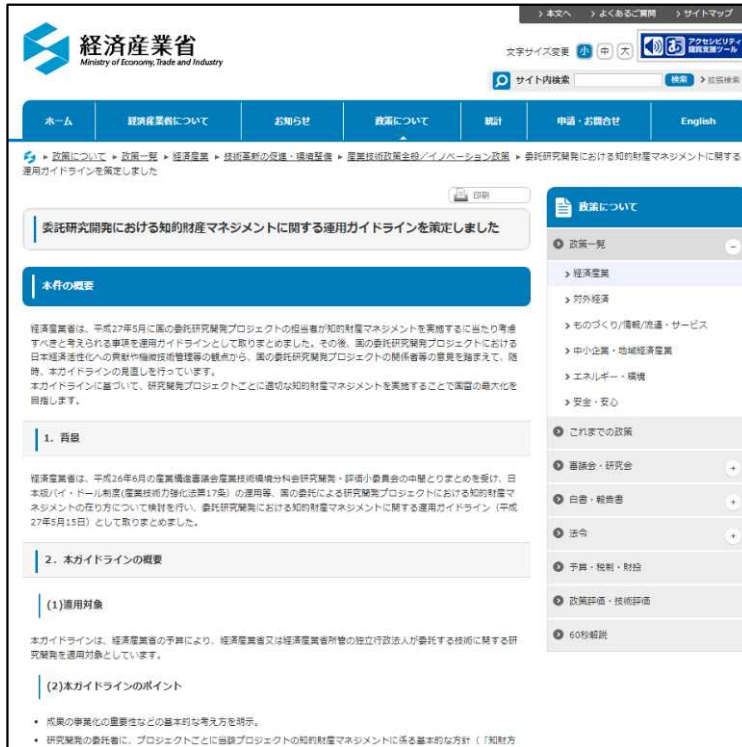 本文へ よくあるご質問 サイトマップ
経済産業省
Ministry of Economy, Trade and Industry
文字サイズ変更 小 中 大 アクセシビリティ閲覧支援ツール
サイト内検索 検索 拡張検索
ホーム 経済産業省について お知らせ 政策について 統計 申請・お問合せ English
政策について 政策一覧 経済産業 技術革新の促進・環境整備 産業技術政策全般/イノベーション政策 委託研究開発における知的財産マネジメントに関する
運用ガイドラインを策定しました
印刷
委託研究開発における知的財産マネジメントに関する運用ガイドラインを策定しました
本件の概要
経済産業省は、平成27年5月に国の委託研究開発プロジェクトの担当者が知的財産マネジメントを実施するに当たり考慮
すべきと考えられる事項を運用ガイドラインとして取りまとめました。その後、国の委託研究開発プロジェクトにおける
日本経済活性化への貢献や機微技術管理等の観点から、国の委託研究開発プロジェクトの関係者等の意見を踏まえて、随
時、本ガイドラインの見直しを行っています。
本ガイドラインに基づいて、研究開発プロジェクトごとに適切な知的財産マネジメントを実施することで国富の最大化を
目指します。
1．背景
経済産業省は、平成26年6月の産業構造審議会産業技術環境分科会研究開発・評価小委員会の中間とりまとめを受け、日
本版バイ・ドール制度(産業技術力強化法第17条）の運用等、国の委託による研究開発プロジェクトにおける知的財産マ
ネジメントの在り方について検討を行い、委託研究開発における知的財産マネジメントに関する運用ガイドライン（平成
27年5月15日）として取りまとめました。
2．本ガイドラインの概要
(1)適用対象
本ガイドラインは、経済産業省の予算により、経済産業省又は経済産業省所管の独立行政法人が委託する技術に関する研
究開発を適用対象としています。
(2)本ガイドラインのポイント
• 成果の事業化の重要性などの基本的な考え方を明示。
• 研究開発の委託者に、プロジェクトごとに当該プロジェクトの知的財産マネジメントに係る基本的な方針（「知財方
政策について
政策一覧
経済産業
対外経済
ものづくり/情報/流通・サービス
中小企業・地域経済産業
エネルギー・環境
安全・安心
これまでの政策
審議会・研究会
白書・報告書
法令
予算・税制・財投
政策評価・技術評価
60秒解説